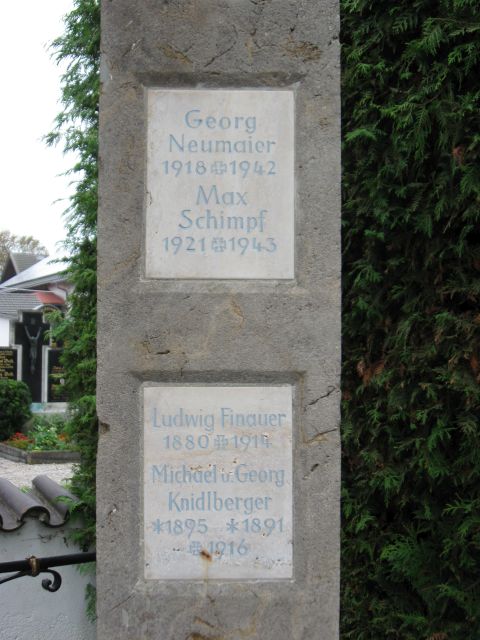 Georg
Neumaier
1918✠1942
Max
Schimpf
1921✠1943
Ludwig Finauer
1880✠1914
Michael u. Georg
Knidlberger
*1895 *1891
✠1916